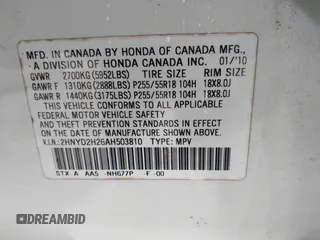 MFD. IN CANADA BY HONDA OF CANADA MFG.,
A DIVISION OF HONDA CANADA INC. 01/'10
GVWR 2700KG(5952LBS) TIRE SIZE RIM SIZE
GAWR F 1310KG(2888LBS) P255/55R18 104H 18X8.0J
GAWR R 1440KG(3175LBS) P255/55R18 104H 18X8.0J
THIS VEHICLE CONFORMS TO ALL APPLICABLE
FEDERAL MOTOR VEHICLE SAFETY AND
THEFT PREVENTION STANDARDS IN EFFECT ON
THE DATE OF MANUFACTURE SHOWN ABOVE.
V.I.N.: 2HNYD2H26AH503810 TYPE: MPV
STX A AA5 NH677P F 00
DREAMBID